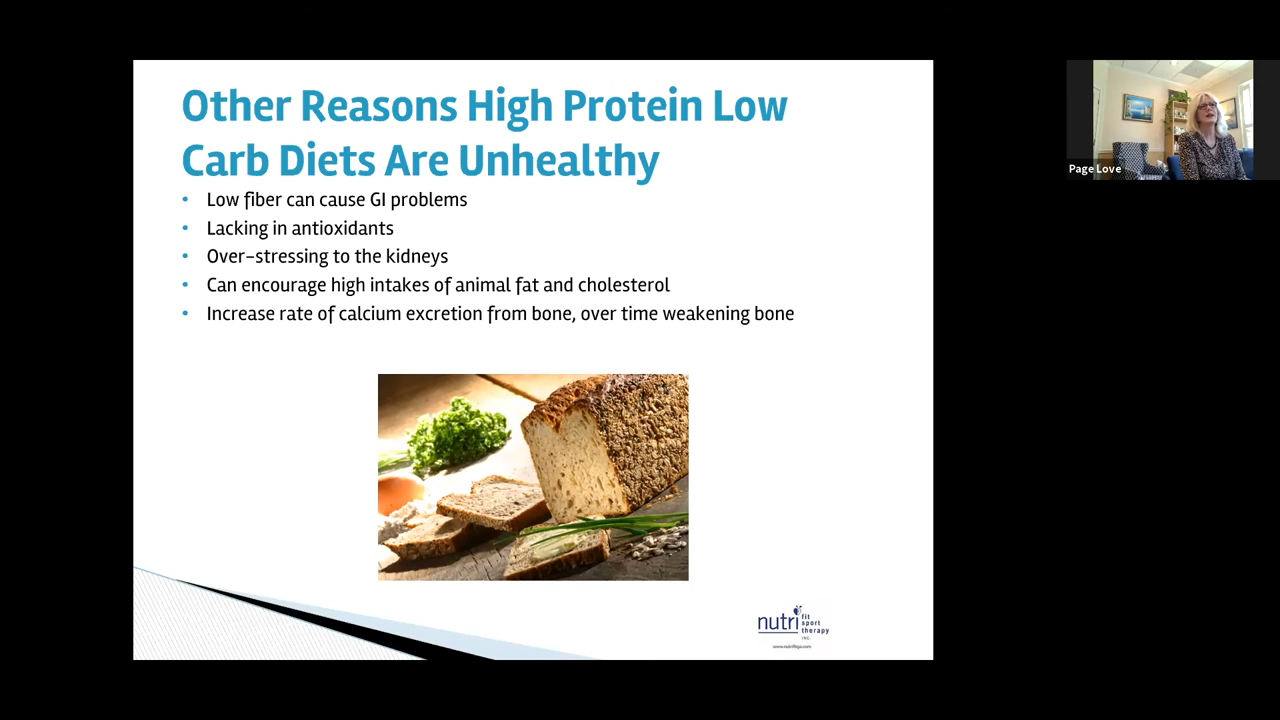 Other Reasons High Protein Low
Carb Diets Are Unhealthy
• Low fiber can cause GI problems
• Lacking in antioxidants
• Over-stressing to the kidneys
• Can encourage high intakes of animal fat and cholesterol
• Increase rate of calcium excretion from bone, over time weakening bone
Page Love
nutri fit
sport
therapy
INC.